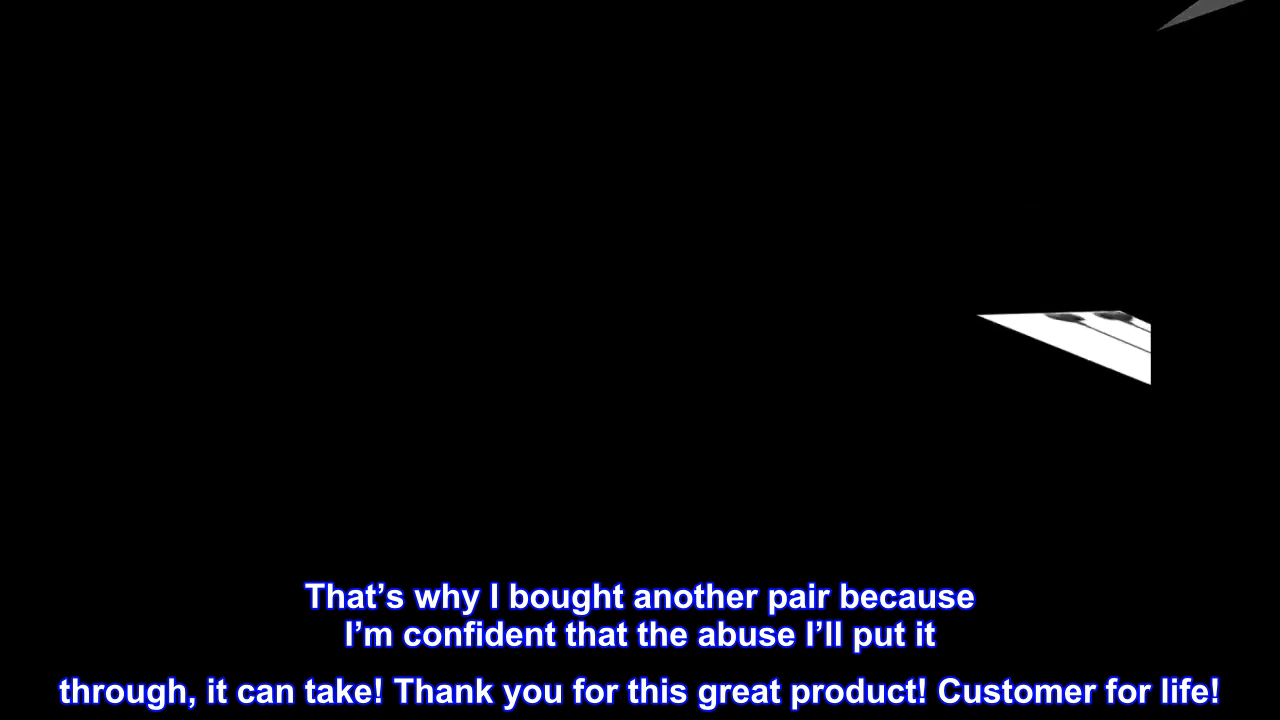 That’s why I bought another pair because
I’m confident that the abuse I’ll put it
through, it can take! Thank you for this great product! Customer for life!